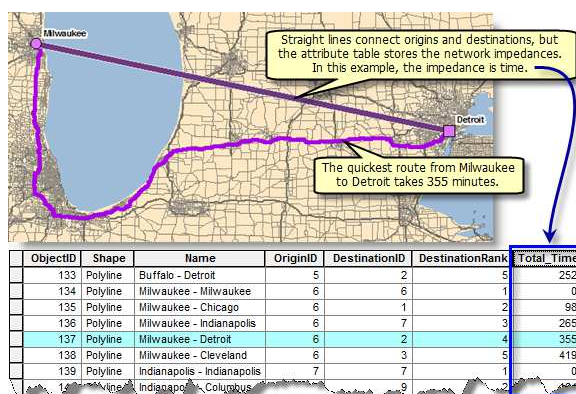 Milwaukee
Straight lines connect origins and destinations, but
the attribute table stores the network impedances.
In this example, the impedance is time.
Detroit
The quickest route from Milwaukee
to Detroit takes 355 minutes.
ObjectID Shape Name OriginID DestinationID DestinationRank Total_Time
133 Polyline Buffalo - Detroit 5 2 5 252
134 Polyline Milwaukee - Milwaukee 6 6 1 0
135 Polyline Milwaukee - Chicago 6 1 2 98
136 Polyline Milwaukee - Indianapolis 6 7 3 265
137 Polyline Milwaukee - Detroit 6 2 4 355
138 Polyline Milwaukee - Cleveland 6 3 5 419
139 Polyline Indianapolis - Indianapolis 7 7 1 0
Columbus 9 2